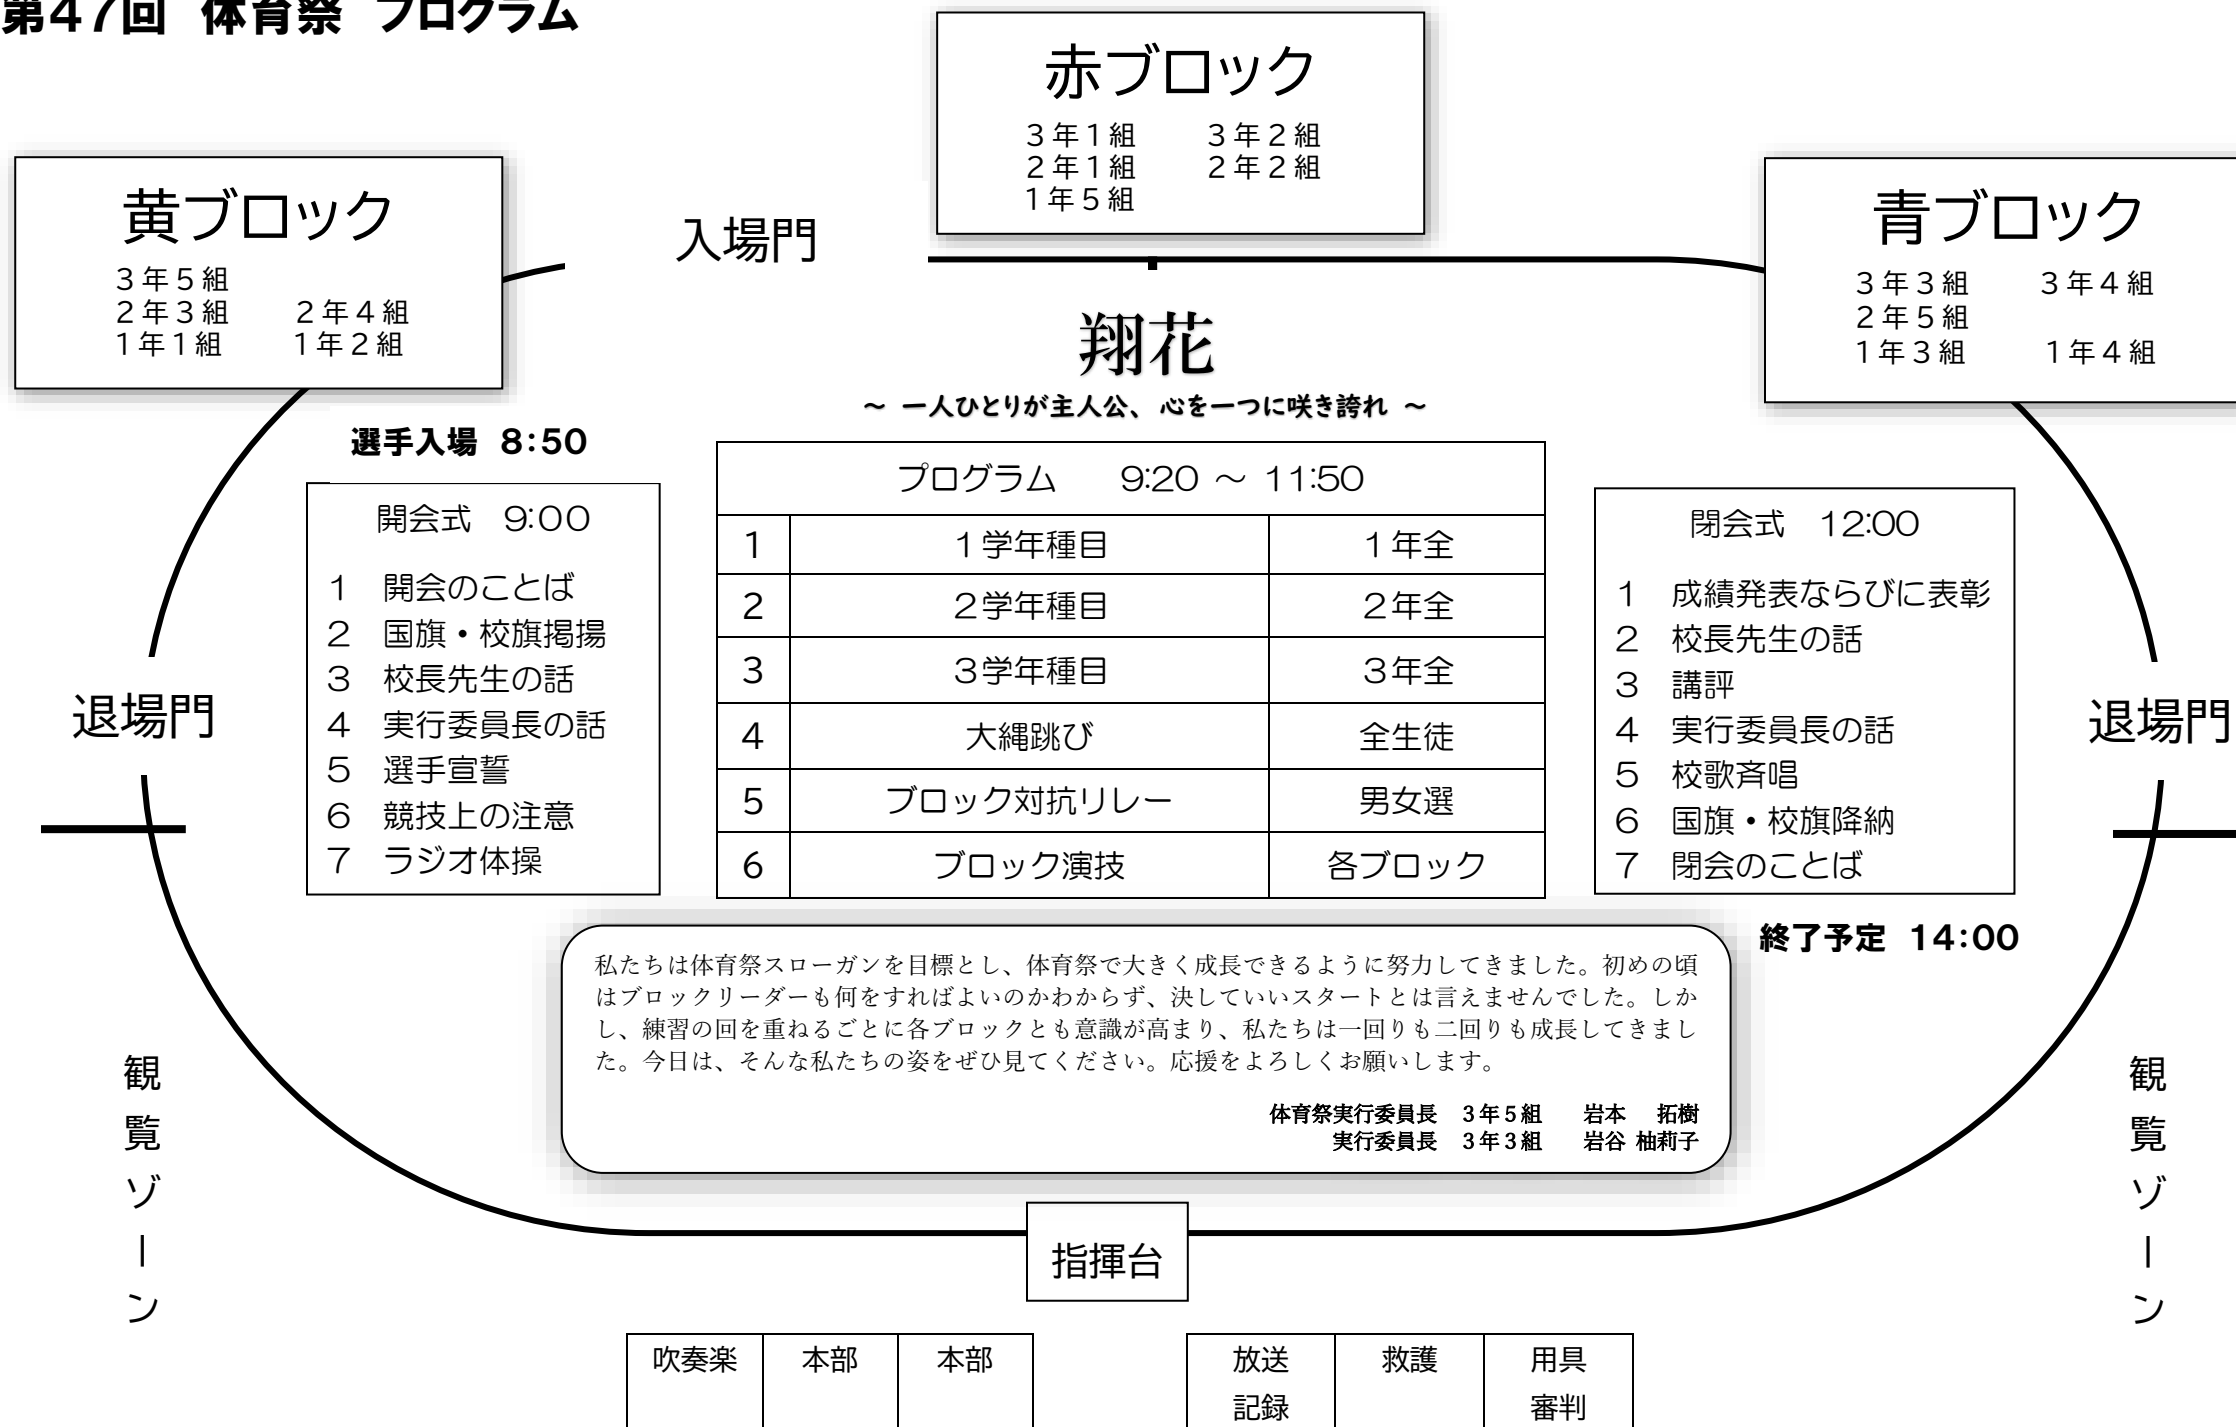 第47回 体育祭 プログラム
赤ブロック
3年1組 3年2組
2年1組 2年2組
1年5組
黄ブロック
3年5組
2年3組 2年4組
1年1組 1年2組
入場門
青ブロック
3年3組 3年4組
2年5組
1年3組 1年4組
翔花
～ 一人ひとりが主人公、心を一つに咲き誇れ ～
選手入場 8:50
開会式 9:00
1 開会のことば
2 国旗・校旗掲揚
3 校長先生の話
4 実行委員長の話
5 選手宣誓
6 競技上の注意
7 ラジオ体操
プログラム 9:20 ～ 11:50
1 1学年種目 1年全
2 2学年種目 2年全
3 3学年種目 3年全
4 大縄跳び 全生徒
5 ブロック対抗リレー 男女選
6 ブロック演技 各ブロック
閉会式 12:00
1 成績発表ならびに表彰
2 校長先生の話
3 講評
4 実行委員長の話
5 校歌斉唱
6 国旗・校旗降納
7 閉会のことば
終了予定 14:00
退場門
退場門
私たちは体育祭スローガンを目標とし、体育祭で大きく成長できるように努力してきました。初めの頃
はブロックリーダーも何をすればよいのかわからず、決していいスタートとは言えませんでした。しか
し、練習の回を重ねるごとに各ブロックとも意識が高まり、私たちは一回りも二回りも成長してきまし
た。今日は、そんな私たちの姿をぜひ見てください。応援をよろしくお願いします。
体育祭実行委員長 3年5組 岩本 拓樹
実行委員長 3年3組 岩谷 柚莉子
観覧ゾーン
観覧ゾーン
指揮台
吹奏楽 本部 本部 放送 救護 用具
記録 審判